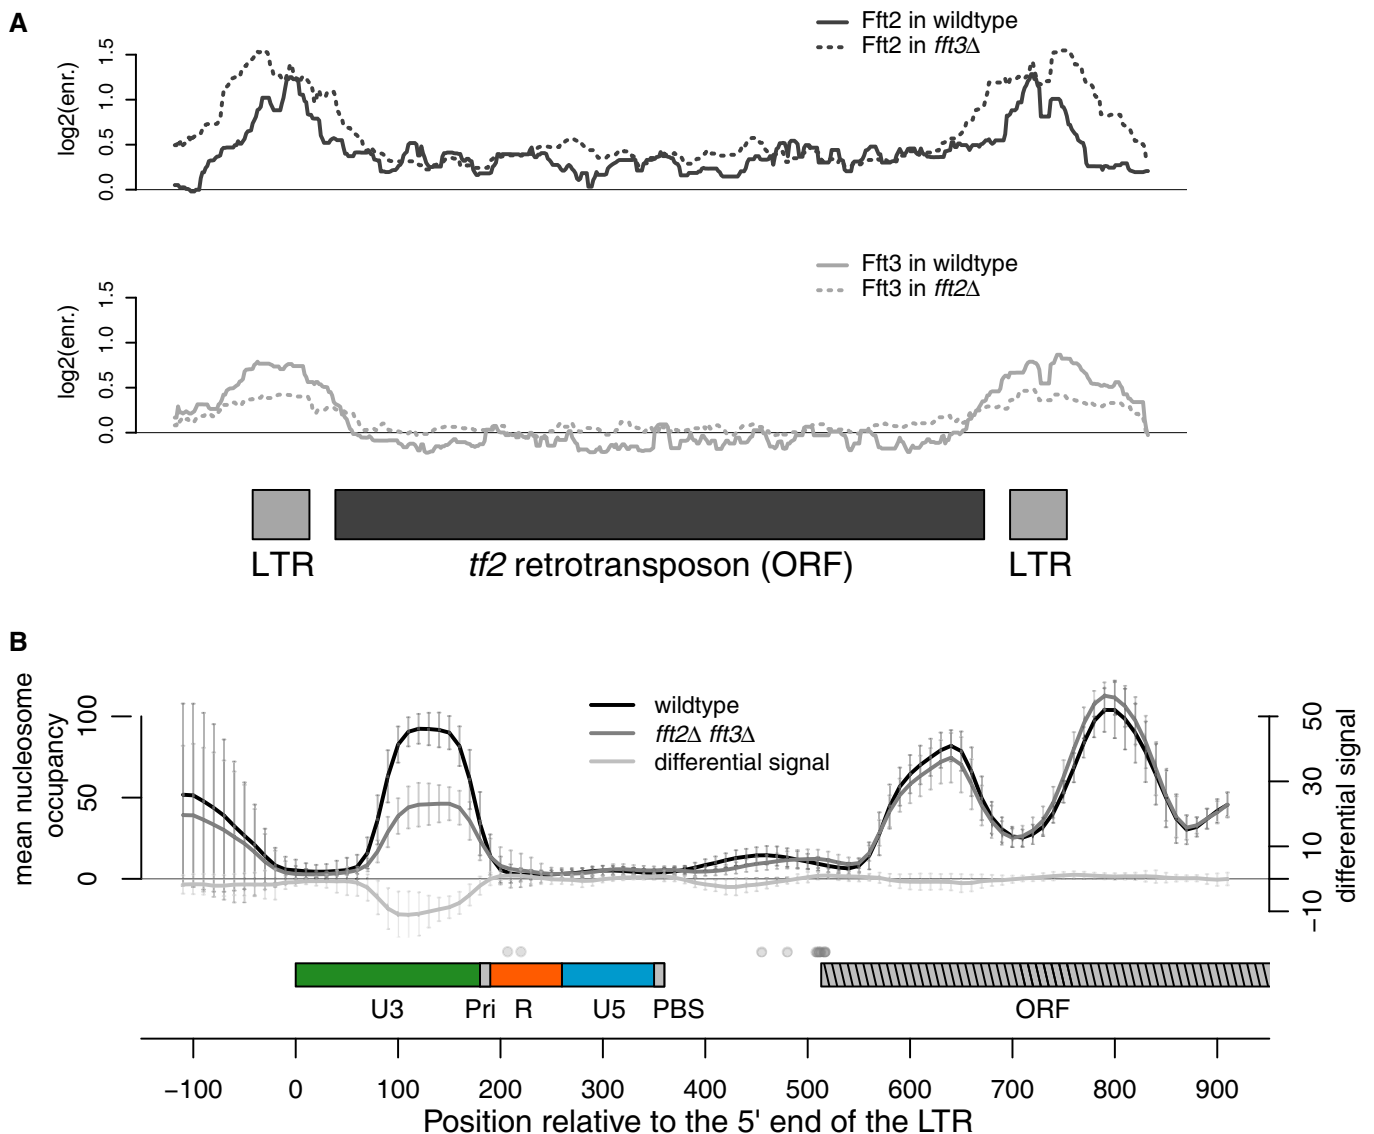 A
Fft2 in wildtype
Fft2 in fft3Δ
log2(enr.)
1.5
1.0
0.5
0.0
Fft3 in wildtype
Fft3 in fft2Δ
log2(enr.)
1.5
1.0
0.5
0.0
LTR
tf2 retrotransposon (ORF)
LTR
B
mean nucleosome
occupancy
100
50
0
wildtype
fft2Δ fft3Δ
differential signal
50
30
10
−10
differential signal
U3 Pri R U5 PBS ORF
−100 0 100 200 300 400 500 600 700 800 900
Position relative to the 5' end of the LTR